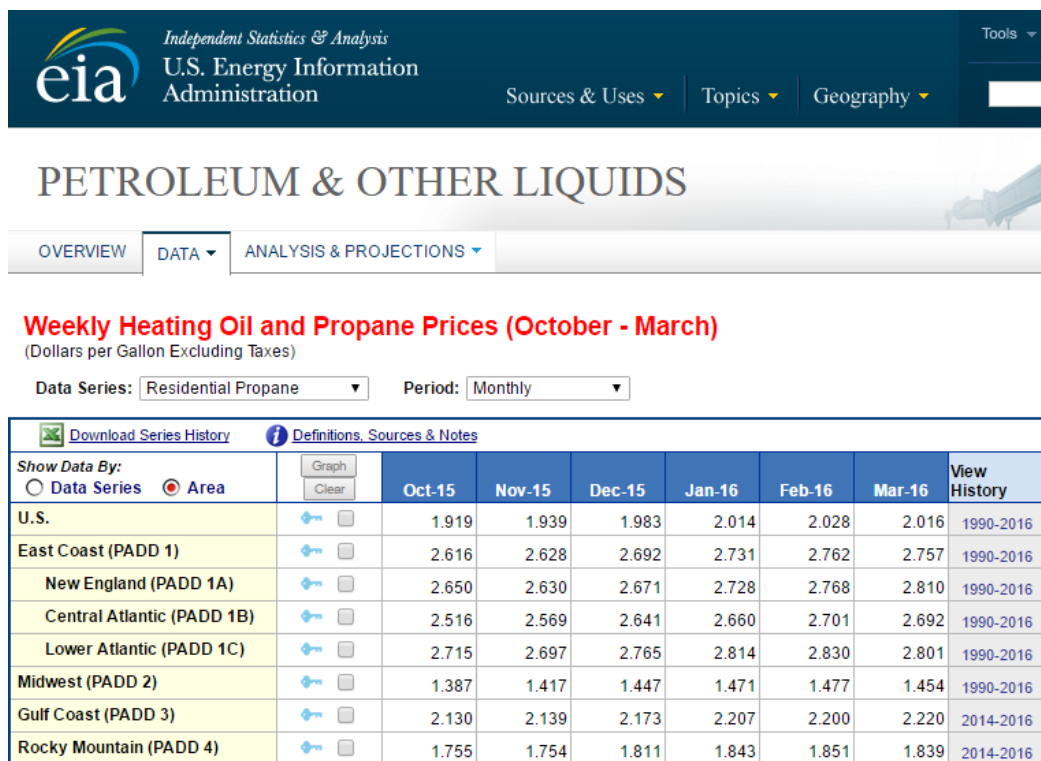 Independent Statistics & Analysis
eia
U.S. Energy Information
Administration
Tools
Sources & Uses
Topics
Geography
PETROLEUM & OTHER LIQUIDS
OVERVIEW DATA ANALYSIS & PROJECTIONS
Weekly Heating Oil and Propane Prices (October - March)
(Dollars per Gallon Excluding Taxes)
Data Series: Residential Propane Period: Monthly
Download Series History Definitions, Sources & Notes
Show Data By:
Data Series Area
Graph
Clear
Oct-15 Nov-15 Dec-15 Jan-16 Feb-16 Mar-16
View
History
U.S. 1.919 1.939 1.983 2.014 2.028 2.016 1990-2016
East Coast (PADD 1) 2.616 2.628 2.692 2.731 2.762 2.757 1990-2016
New England (PADD 1A) 2.650 2.630 2.671 2.728 2.768 2.810 1990-2016
Central Atlantic (PADD 1B) 2.516 2.569 2.641 2.660 2.701 2.692 1990-2016
Lower Atlantic (PADD 1C) 2.715 2.697 2.765 2.814 2.830 2.801 1990-2016
Midwest (PADD 2) 1.387 1.417 1.447 1.471 1.477 1.454 1990-2016
Gulf Coast (PADD 3) 2.130 2.139 2.173 2.207 2.200 2.220 2014-2016
Rocky Mountain (PADD 4) 1.755 1.754 1.811 1.843 1.851 1.839 2014-2016